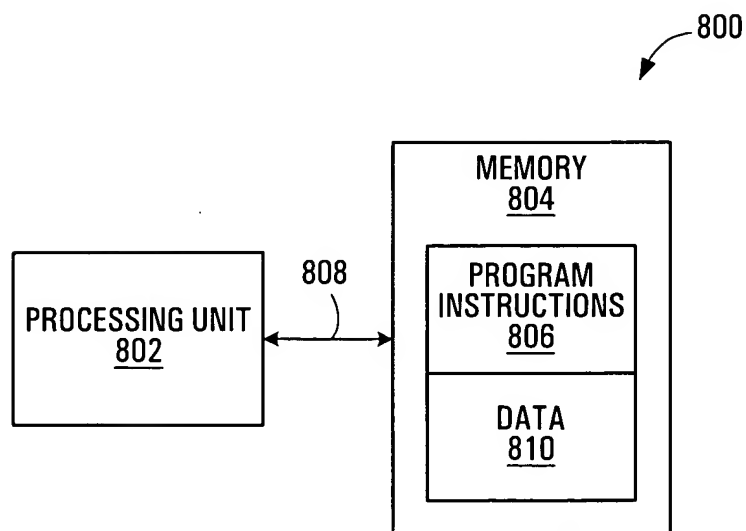 800
MEMORY
804
808
PROGRAM
INSTRUCTIONS
806
PROCESSING UNIT
802
DATA
810